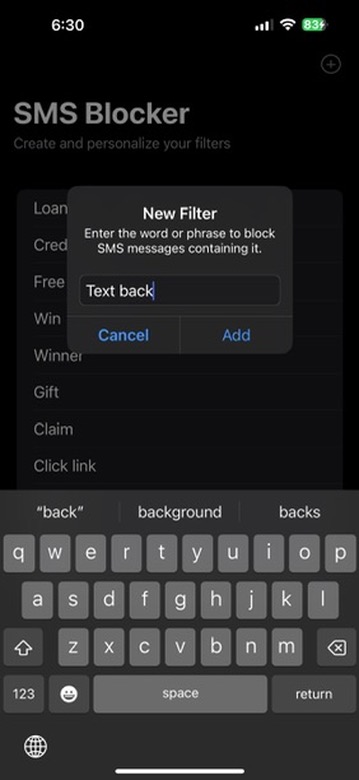 6:30
83
SMS Blocker
Create and personalize your filters
Loan
Cred
Free
Win
Winner
Gift
Claim
Click link
New Filter
Enter the word or phrase to block
SMS messages containing it.
Text back
Cancel Add
“back” background backs
q w e r t y u i o p
a s d f g h j k l
z x c v b n m
123 space return